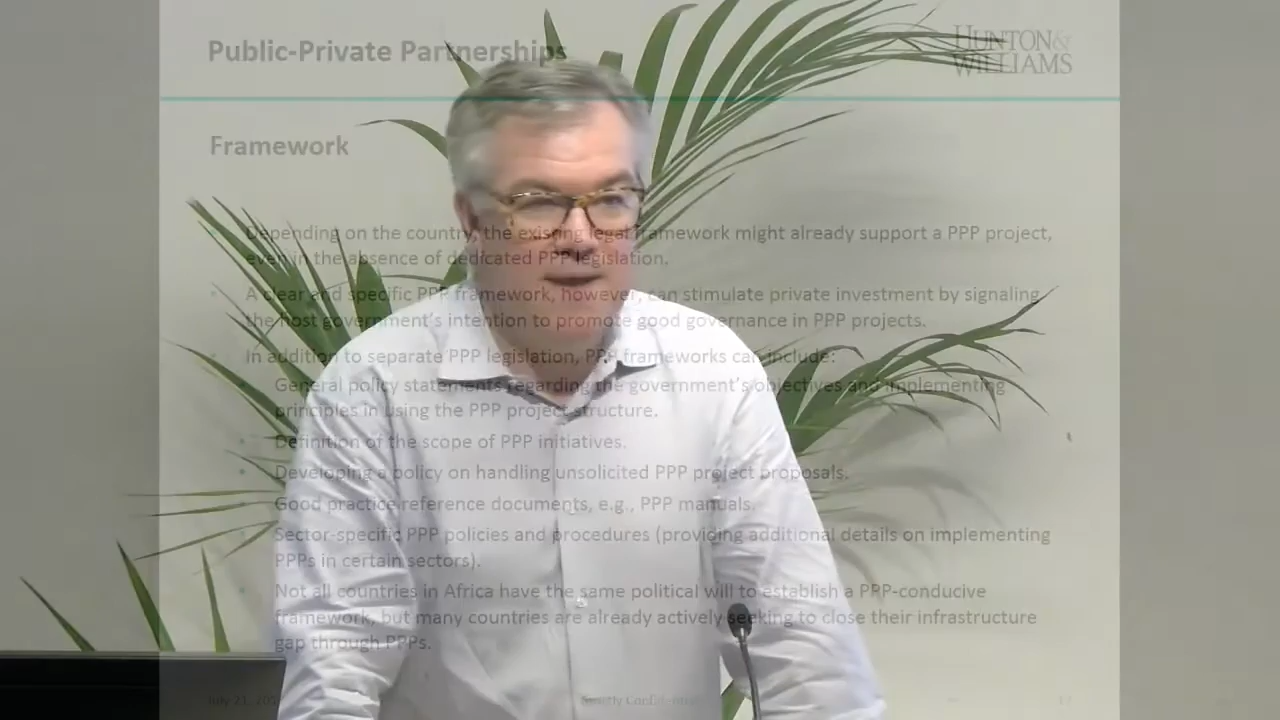 Public-Private Partnerships
HUNTON&
WILLIAMS
Framework
Depending on the country, the existing legal framework might already support a PPP project,
even in the absence of dedicated PPP legislation.
A clear and specific PPP framework, however, can stimulate private investment by signaling
the host government's intention to promote good governance in PPP projects.
In addition to separate PPP legislation, PPP frameworks can include:
General policy statements regarding the government's objectives and implementing
principles in using the PPP project structure.
Definition of the scope of PPP initiatives.
Developing a policy on handling unsolicited PPP project proposals.
Good practice reference documents, e.g., PPP manuals.
Sector-specific PPP policies and procedures (providing additional details on implementing
PPPs in certain sectors).
Not all countries in Africa have the same political will to establish a PPP-conducive
framework, but many countries are already actively seeking to close their infrastructure
gap through PPPs.
July 21,
Strictly Confidential